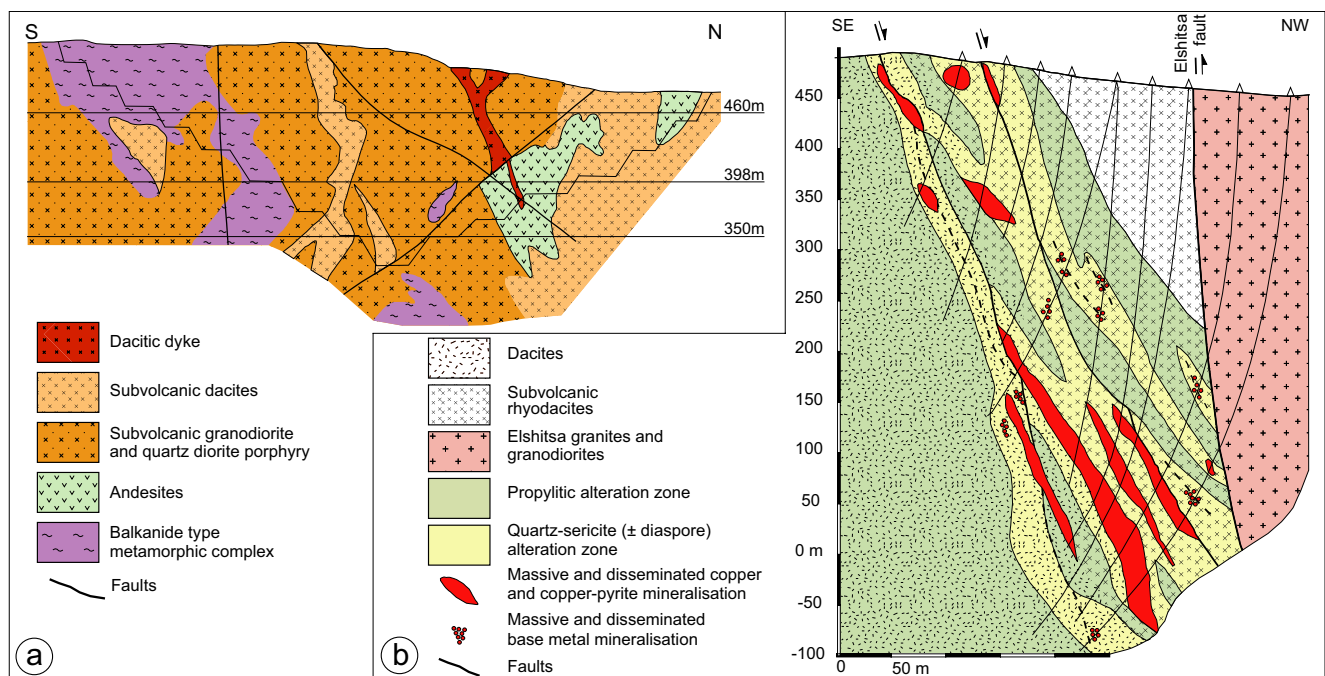 S
N
460m
398m
350m
Dacitic dyke
Subvolcanic dacites
Subvolcanic granodiorite
and quartz diorite porphyry
Andesites
Balkanide type
metamorphic complex
Faults
a
Dacites
Subvolcanic
rhyodacites
Elshitsa granites and
granodiorites
Propylitic alteration zone
Quartz-sericite (± diaspore)
alteration zone
Massive and disseminated copper
and copper-pyrite mineralisation
Massive and disseminated
base metal mineralisation
Faults
b
SE
NW
Elshitsa
fault
450
400
350
300
250
200
150
100
50
0 m
-50
-100
0
50 m